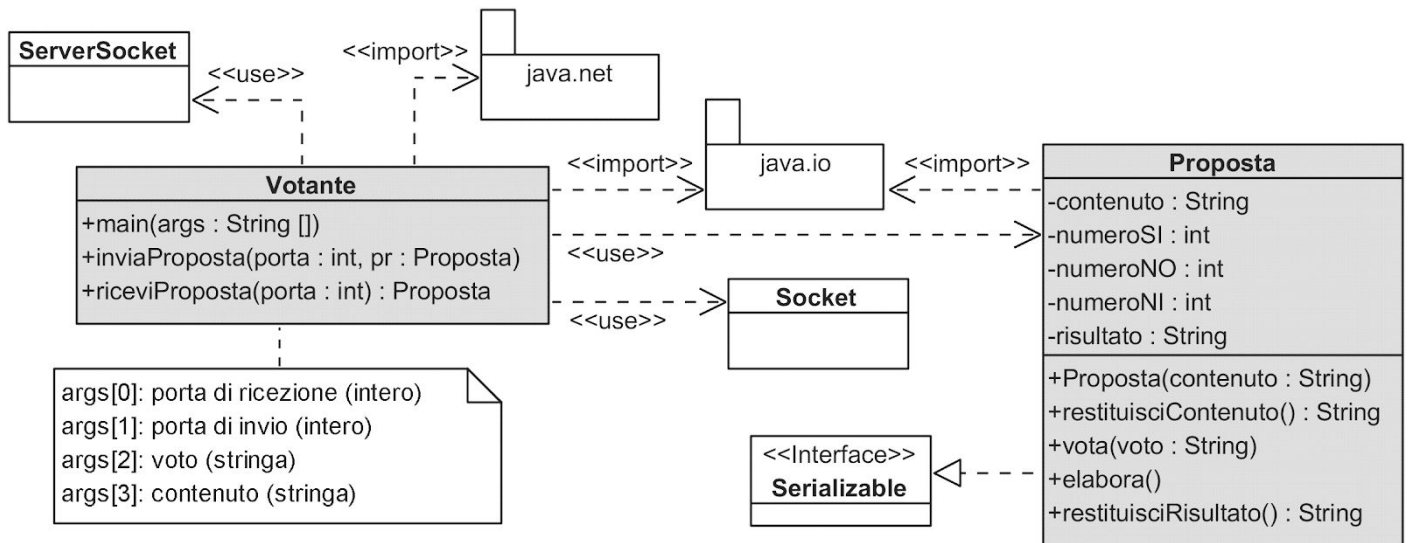 ServerSocket
<<use>>
<<import>>
java.net
Votante
+main(args : String [])
+inviaProposta(porta : int, pr : Proposta)
+riceviProposta(porta : int) : Proposta
<<import>>
java.io
<<import>>
<<use>>
Socket
<<use>>
Proposta
-contenuto : String
-numeroSI : int
-numeroNO : int
-numeroNI : int
-risultato : String
+Proposta(contenuto : String)
+restituisciContenuto() : String
+vota(voto : String)
+elabora()
+restituisciRisultato() : String
args[0]: porta di ricezione (intero)
args[1]: porta di invio (intero)
args[2]: voto (stringa)
args[3]: contenuto (stringa)
<<Interface>>
Serializable